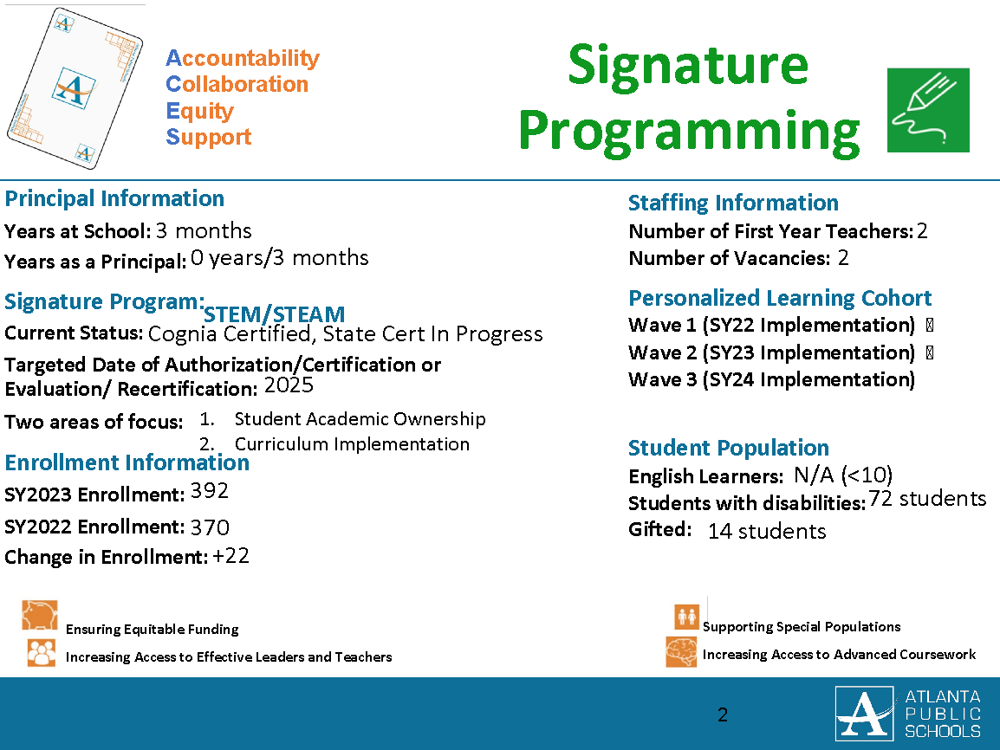 Accountability
Collaboration
Equity
Support
Signature
Programming
Principal Information
Years at School: 3 months
Years as a Principal: 0 years/3 months
Signature Program: STEM/STEAM
Current Status: Cognia Certified, State Cert In Progress
Targeted Date of Authorization/Certification or
Evaluation/ Recertification: 2025
Two areas of focus: 1. Student Academic Ownership
2. Curriculum Implementation
Enrollment Information
SY2023 Enrollment: 392
SY2022 Enrollment: 370
Change in Enrollment: +22
Staffing Information
Number of First Year Teachers: 2
Number of Vacancies: 2
Personalized Learning Cohort
Wave 1 (SY22 Implementation)
Wave 2 (SY23 Implementation)
Wave 3 (SY24 Implementation)
Student Population
English Learners: N/A (<10)
Students with disabilities: 72 students
Gifted: 14 students
Ensuring Equitable Funding
Increasing Access to Effective Leaders and Teachers
Supporting Special Populations
Increasing Access to Advanced Coursework
2
ATLANTA
PUBLIC
SCHOOLS